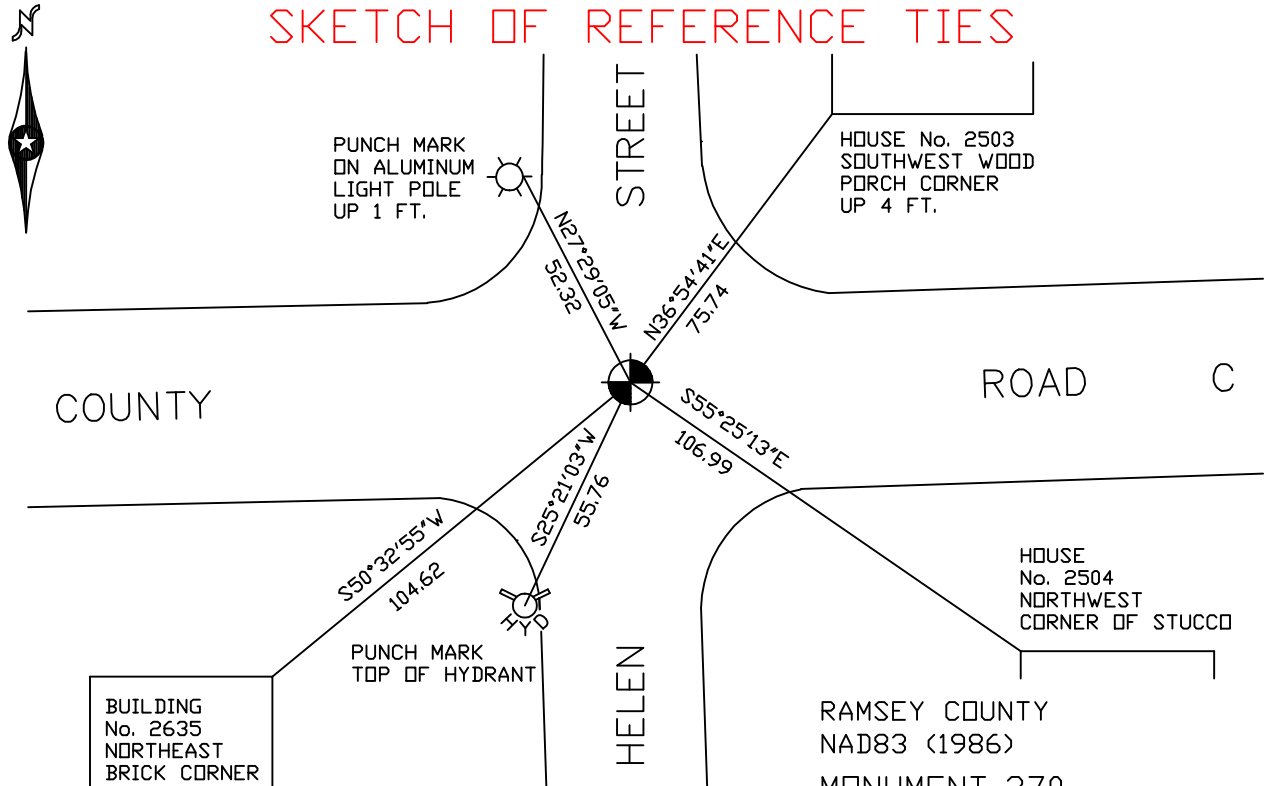 SKETCH OF REFERENCE TIES
N
STREET
PUNCH MARK
ON ALUMINUM
LIGHT POLE
UP 1 FT.
HOUSE No. 2503
SOUTHWEST WOOD
PORCH CORNER
UP 4 FT.
N27°29'05"W
52.32
N36°54'41"E
75.74
COUNTY
ROAD C
S55°25'13"E
106.99
S25°21'03"W
55.76
S50°32'55"W
104.62
HYD
PUNCH MARK
TOP OF HYDRANT
HOUSE
No. 2504
NORTHWEST
CORNER OF STUCCO
HELEN
BUILDING
No. 2635
NORTHEAST
BRICK CORNER
RAMSEY COUNTY
NAD83 (1986)
MONUMENT